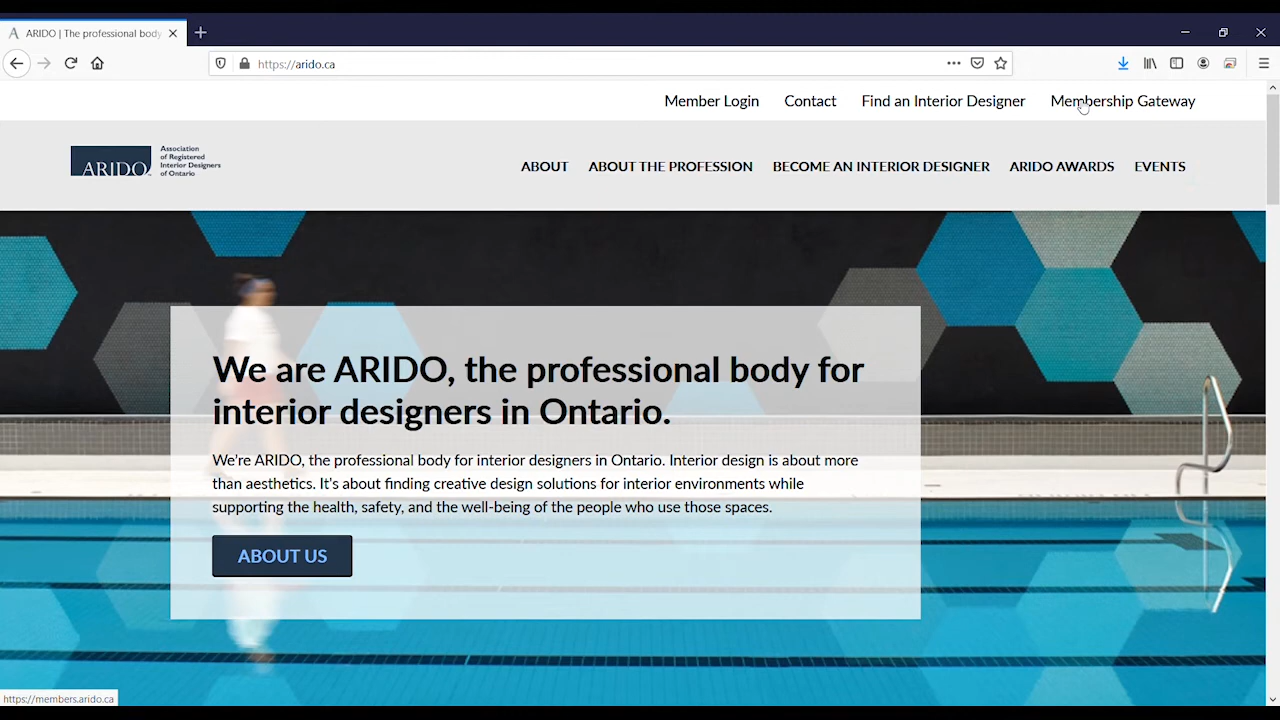 ARIDO | The professional body
https://arido.ca
Member Login
Contact
Find an Interior Designer
Membership Gateway
ARIDO
Association
of Registered
Interior Designers
of Ontario
ABOUT
ABOUT THE PROFESSION
BECOME AN INTERIOR DESIGNER
ARIDO AWARDS
EVENTS
We are ARIDO, the professional body for
interior designers in Ontario.
We're ARIDO, the professional body for interior designers in Ontario. Interior design is about more
than aesthetics. It's about finding creative design solutions for interior environments while
supporting the health, safety, and the well-being of the people who use those spaces.
ABOUT US
https://members.arido.ca